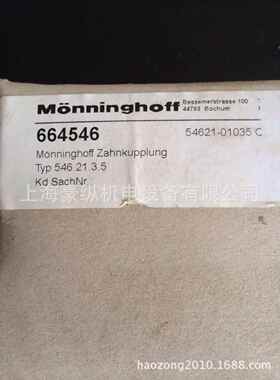 Mönninghoff
Bessemerstrasse 100
44793 Bochum
664546
54621-01035 C
Mönninghoff Zahnkupplung
Typ 546.21.3.5
Kd SachNr
上海豪纵机电设备有限公司
haozong2010.1688.com